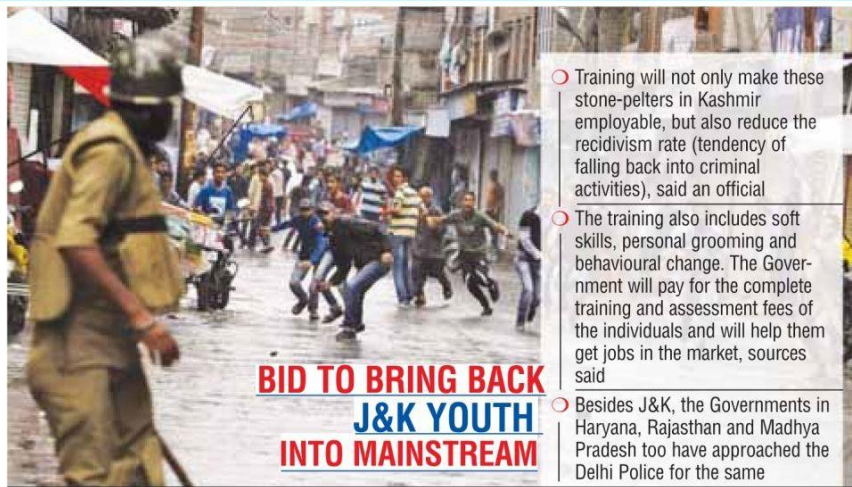 BID TO BRING BACK
J&K YOUTH
INTO MAINSTREAM
Training will not only make these
stone-pelters in Kashmir
employable, but also reduce the
recidivism rate (tendency of
falling back into criminal
activities), said an official
The training also includes soft
skills, personal grooming and
behavioural change. The Gover-
nment will pay for the complete
training and assessment fees of
the individuals and will help them
get jobs in the market, sources
said
Besides J&K, the Governments in
Haryana, Rajasthan and Madhya
Pradesh too have approached the
Delhi Police for the same